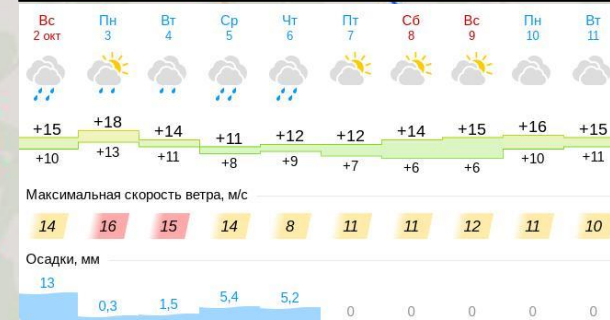 Вс Пн Вт Ср Чт Пт Сб Вс Пн Вт
2 окт 3 4 5 6 7 8 9 10 11
+15 +18 +14 +11 +12 +12 +14 +15 +16 +15
+10 +13 +11 +8 +9 +7 +6 +6 +10 +11
Максимальная скорость ветра, м/с
14 16 15 14 8 11 11 12 11 10
Осадки, мм
13 0,3 1,5 5,4 5,2 0 0 0 0 0